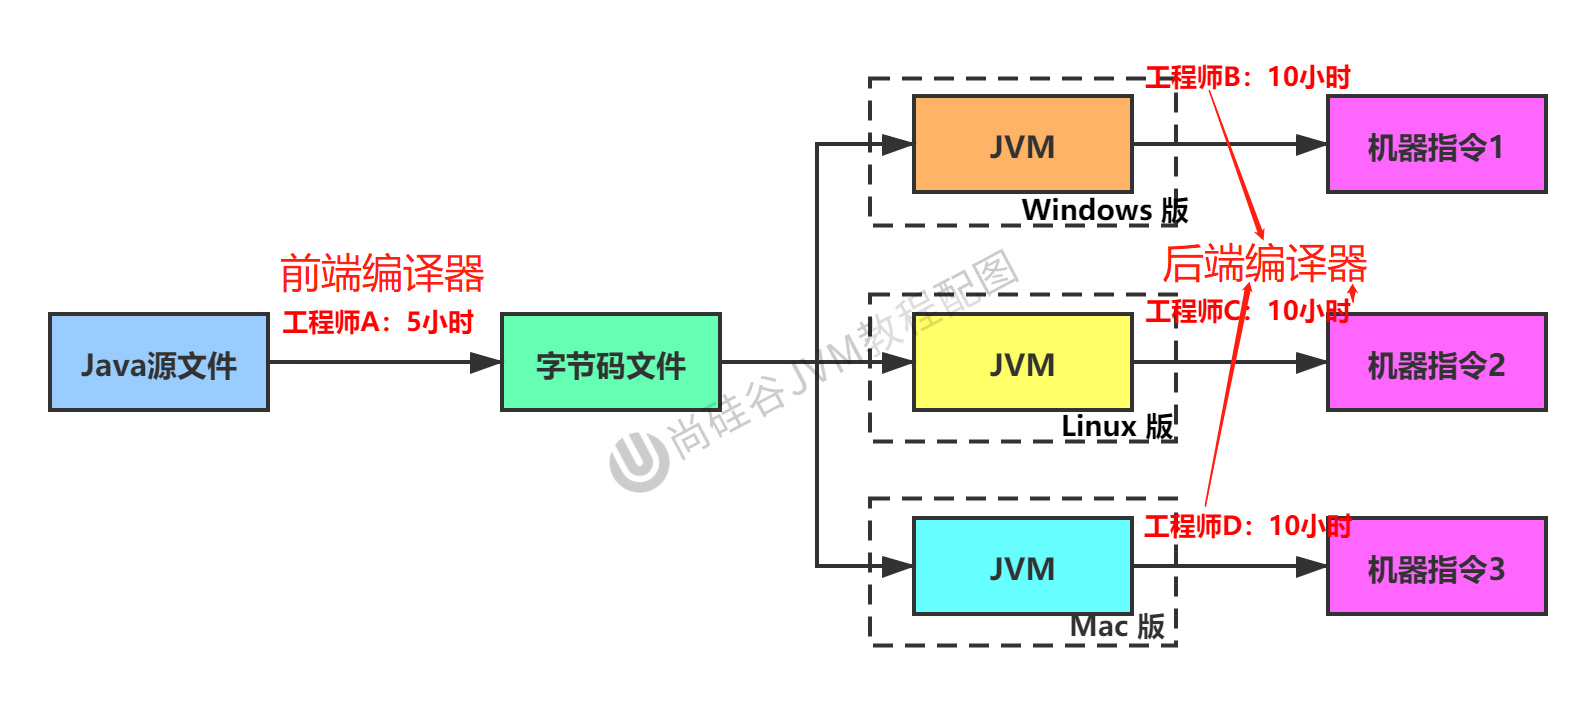 工程师B：10小时
JVM
机器指令1
Windows 版
前端编译器
工程师A：5小时
后端编译器
工程师C：10小时
Java源文件
字节码文件
JVM
机器指令2
Linux 版
尚硅谷JVM教程配图
工程师D：10小时
JVM
机器指令3
Mac 版